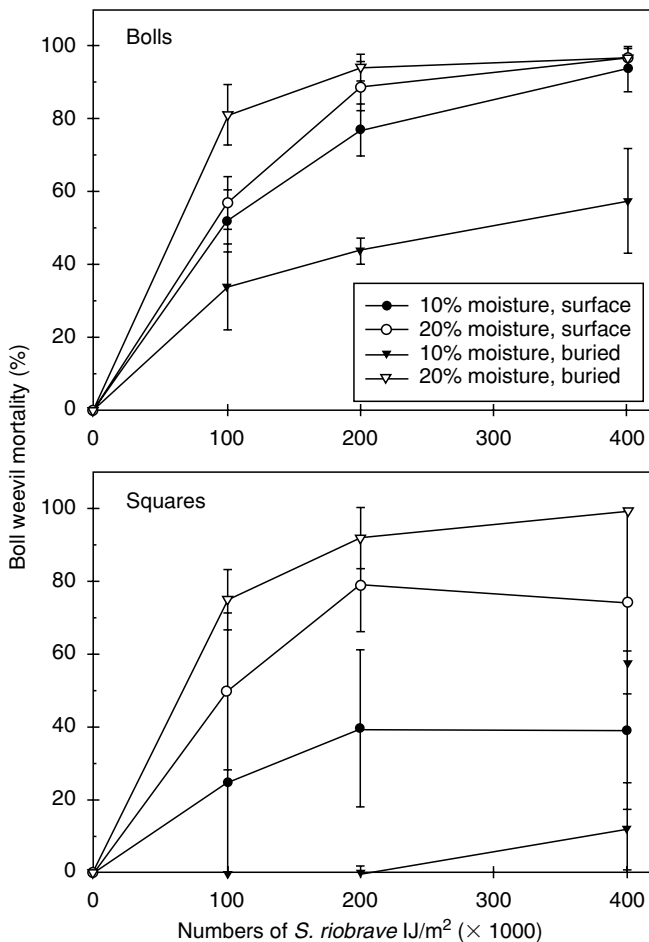 Boll weevil mortality (%)
Bolls
100
80
60
40
20
0
0 100 200 300 400
10% moisture, surface
20% moisture, surface
10% moisture, buried
20% moisture, buried
Squares
100
80
60
40
20
0
0 100 200 300 400
Numbers of S. riobrave IJ/m² (× 1000)